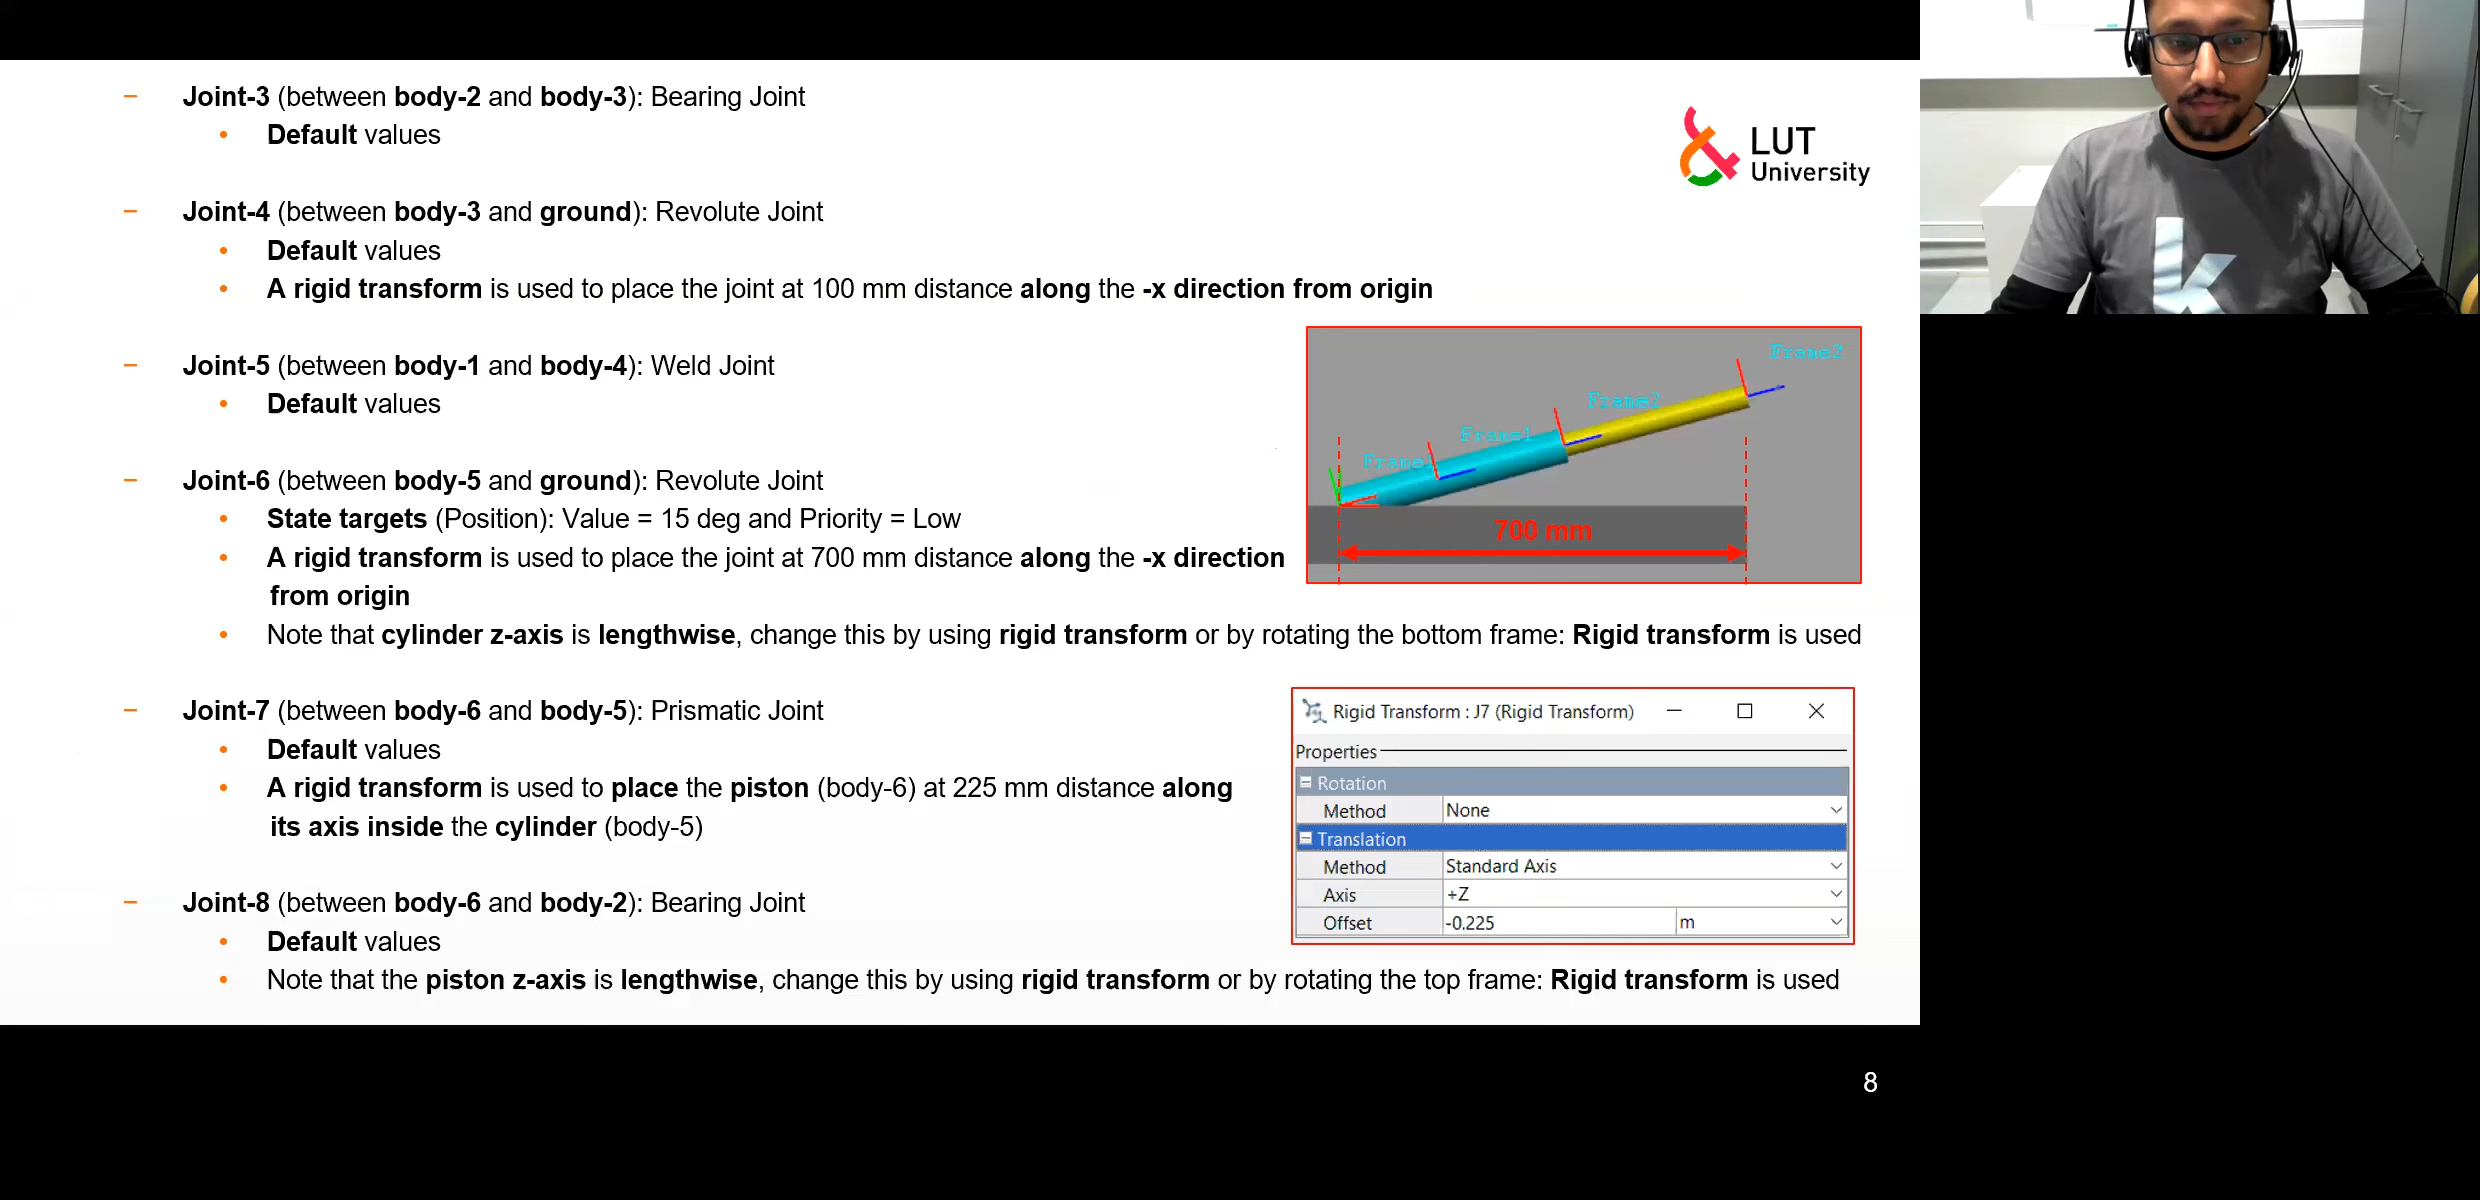 – Joint-3 (between body-2 and body-3): Bearing Joint
• Default values
– Joint-4 (between body-3 and ground): Revolute Joint
• Default values
• A rigid transform is used to place the joint at 100 mm distance along the -x direction from origin
– Joint-5 (between body-1 and body-4): Weld Joint
• Default values
– Joint-6 (between body-5 and ground): Revolute Joint
• State targets (Position): Value = 15 deg and Priority = Low
• A rigid transform is used to place the joint at 700 mm distance along the -x direction
from origin
• Note that cylinder z-axis is lengthwise, change this by using rigid transform or by rotating the bottom frame: Rigid transform is used
– Joint-7 (between body-6 and body-5): Prismatic Joint
• Default values
• A rigid transform is used to place the piston (body-6) at 225 mm distance along
its axis inside the cylinder (body-5)
– Joint-8 (between body-6 and body-2): Bearing Joint
• Default values
• Note that the piston z-axis is lengthwise, change this by using rigid transform or by rotating the top frame: Rigid transform is used
LUT
University
Frame2
Frame2
Frame1
Frame
700 mm
Rigid Transform : J7 (Rigid Transform)
Properties
Rotation
Method None
Translation
Method Standard Axis
Axis +Z
Offset -0.225 m
k
8